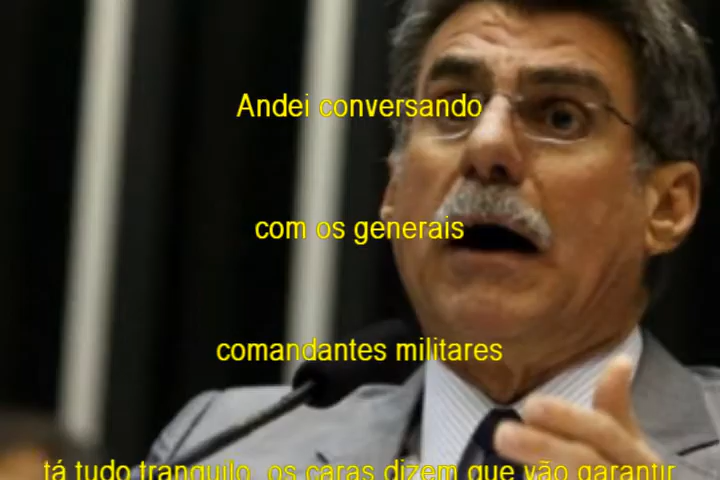 Andei conversando
com os generais
comandantes militares
tá tudo tranquilo, os caras dizem que vão garantir